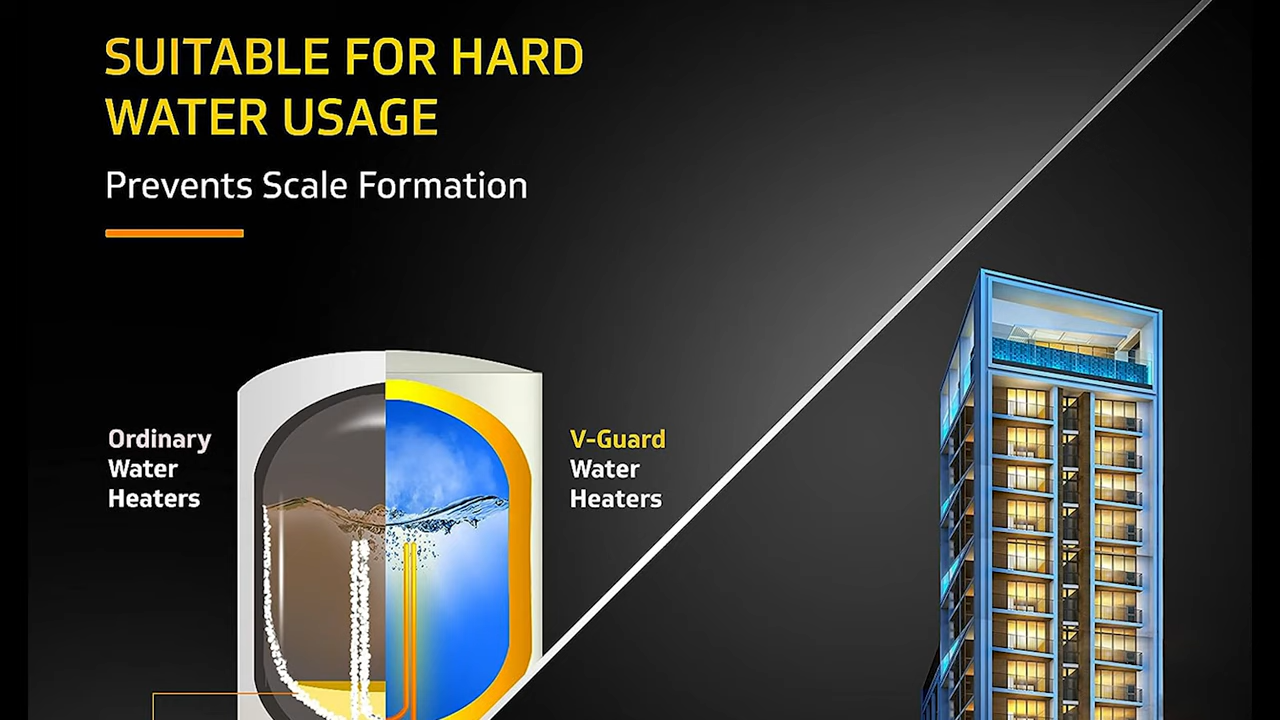 SUITABLE FOR HARD
WATER USAGE
Prevents Scale Formation
Ordinary
Water
Heaters
V-Guard
Water
Heaters